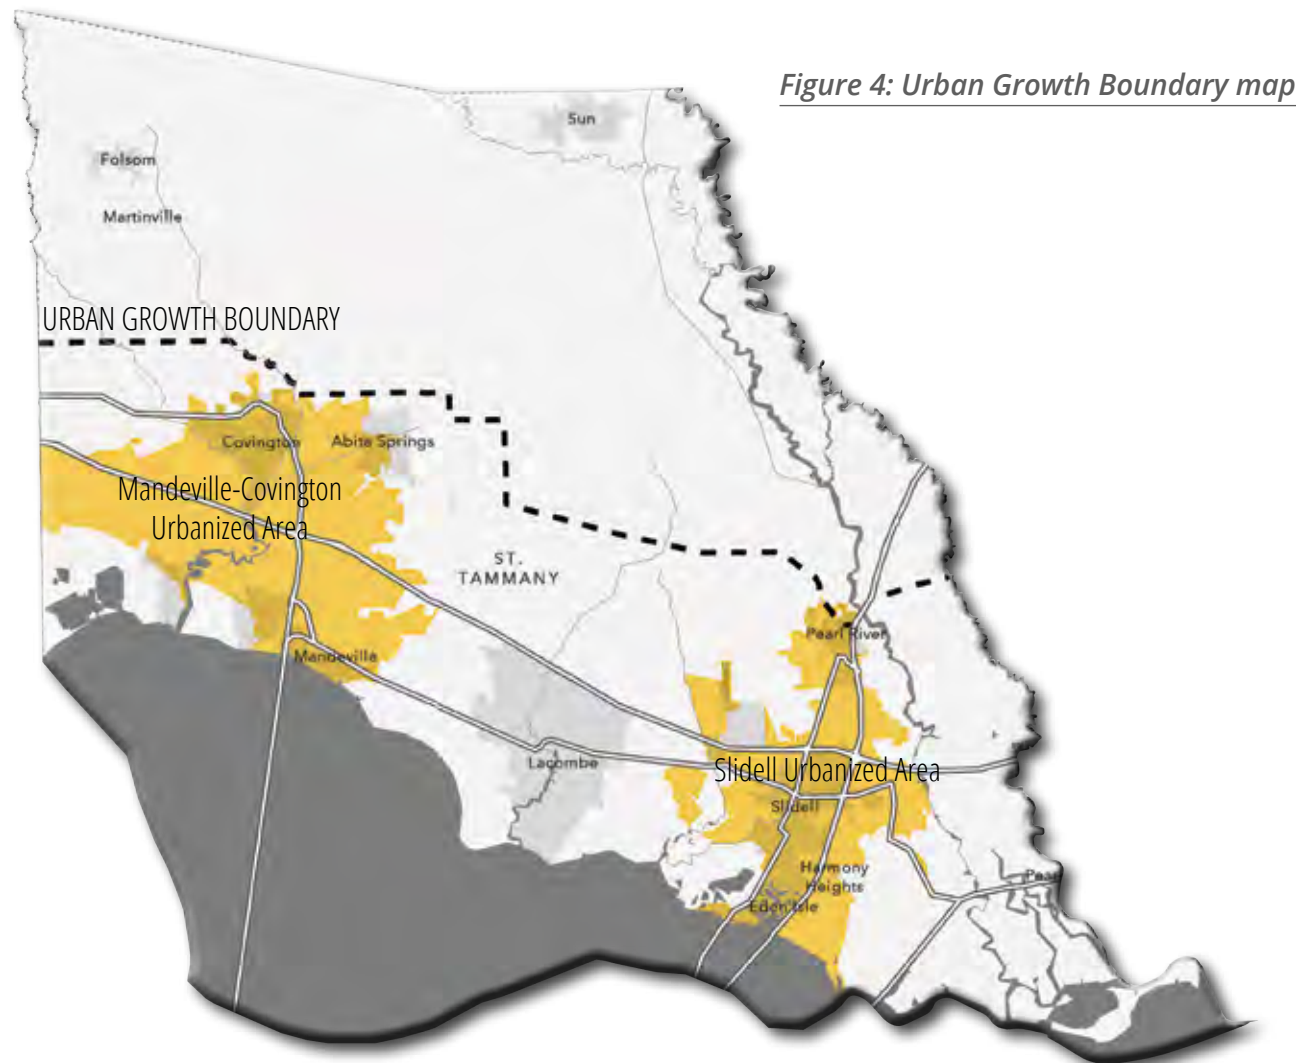 Figure 4: Urban Growth Boundary map
Sun
Folsom
Martinville
URBAN GROWTH BOUNDARY
Covington
Abita Springs
Mandeville-Covington
Urbanized Area
ST.
TAMMANY
Pearl River
Mandeville
Lacombe
Slidell Urbanized Area
Slidell
Harmony
Heights
Eden Isle